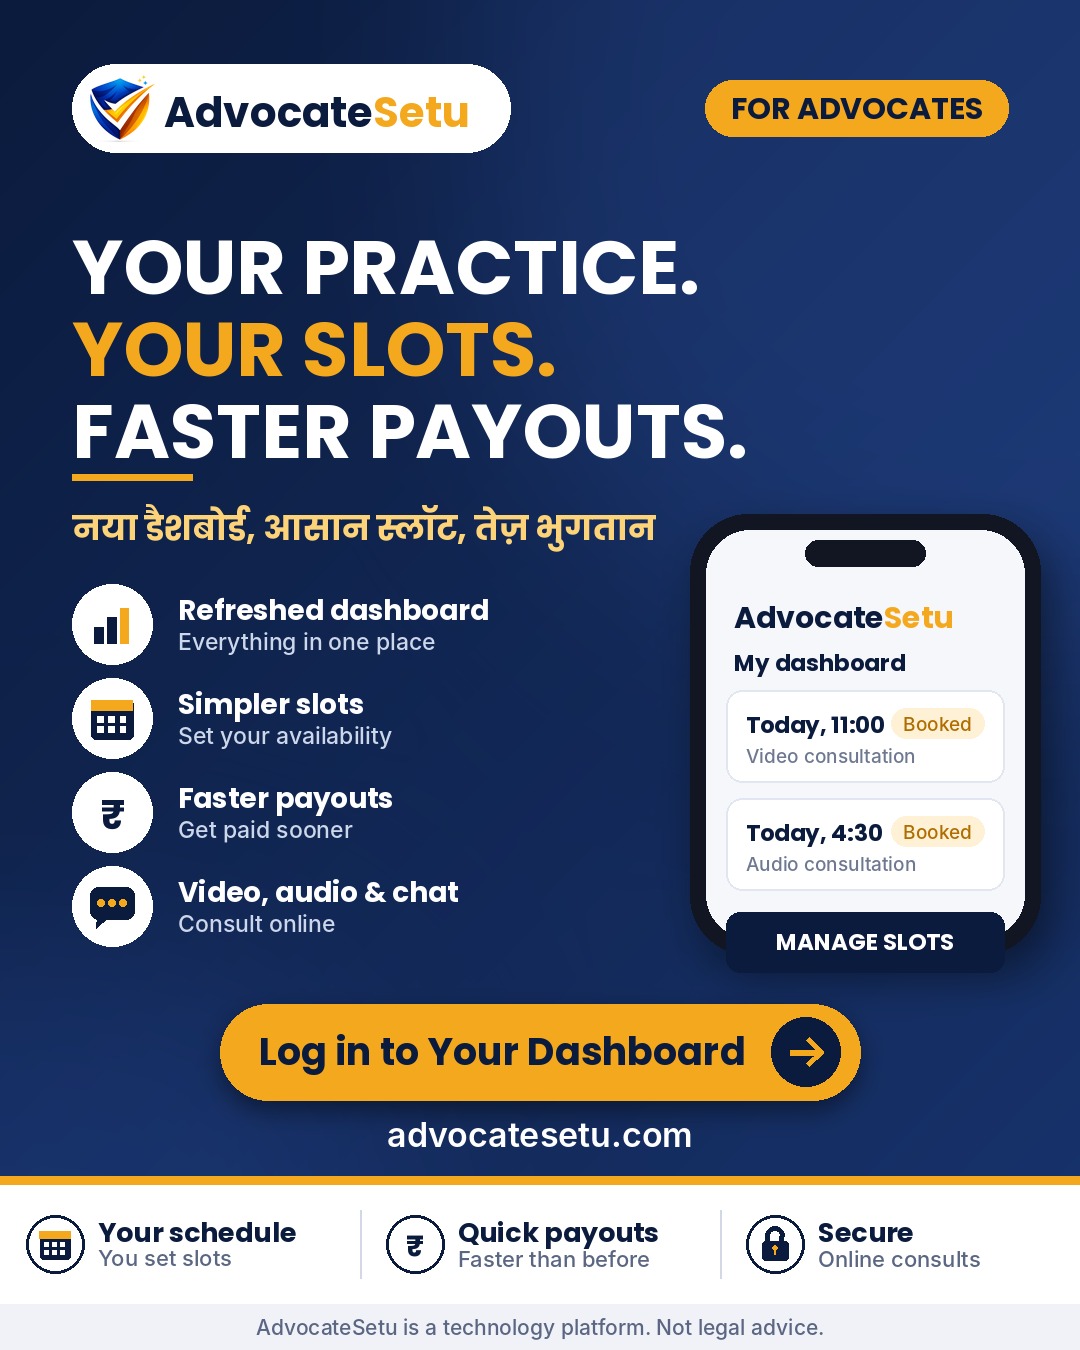 AdvocateSetu
FOR ADVOCATES
YOUR PRACTICE.
YOUR SLOTS.
FASTER PAYOUTS.
नया डैशबोर्ड, आसान स्लॉट, तेज़ भुगतान
Refreshed dashboard
Everything in one place
Simpler slots
Set your availability
₹
Faster payouts
Get paid sooner
Video, audio & chat
Consult online
AdvocateSetu
My dashboard
Today, 11:00 Booked
Video consultation
Today, 4:30 Booked
Audio consultation
MANAGE SLOTS
Log in to Your Dashboard
advocatesetu.com
Your schedule
You set slots
₹
Quick payouts
Faster than before
Secure
Online consults
AdvocateSetu is a technology platform. Not legal advice.